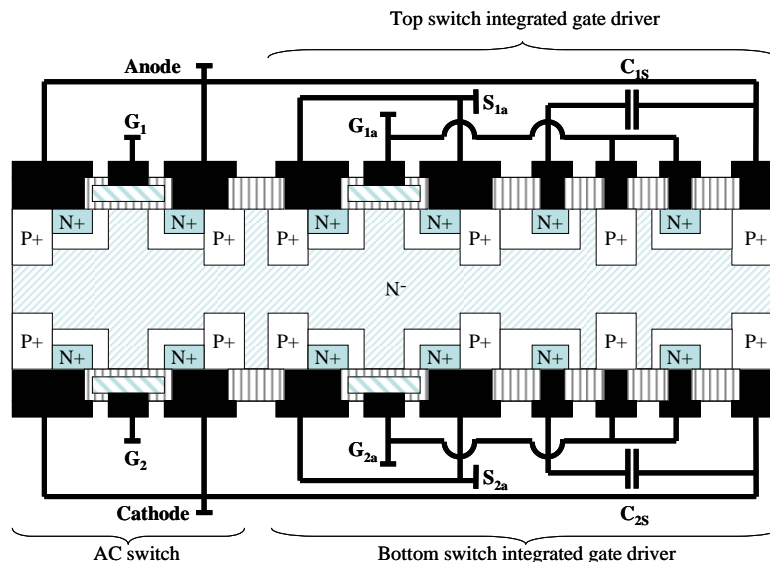 Top switch integrated gate driver
Anode
C1S
S1a
G1
G1a
N+ N+ N+ N+ N+ N+
P+ P+ P+ P+ P+ P+
N-
P+ P+ P+ P+ P+ P+
N+ N+ N+ N+ N+ N+
G2
G2a
S2a
Cathode
C2S
AC switch
Bottom switch integrated gate driver